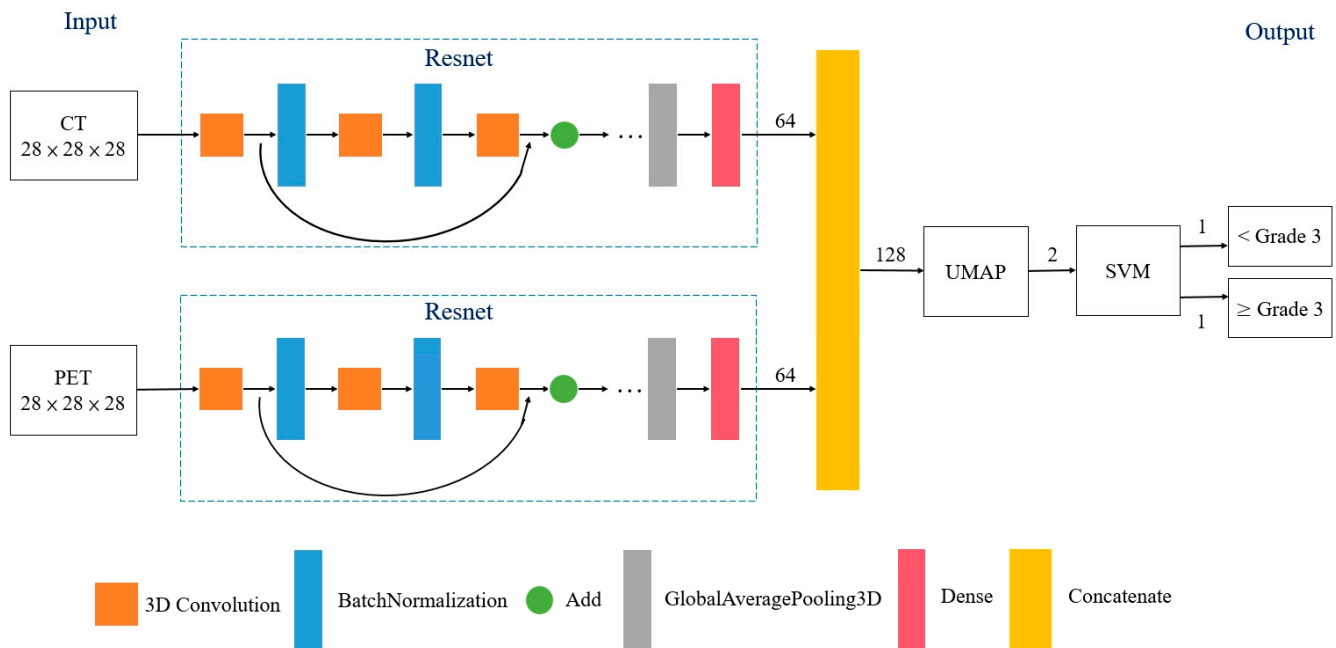 Input
Output
Resnet
CT
28 × 28 × 28
...
64
Resnet
PET
28 × 28 × 28
...
64
128
UMAP
2
SVM
1
< Grade 3
1
≥ Grade 3
3D Convolution
BatchNormalization
Add
GlobalAveragePooling3D
Dense
Concatenate